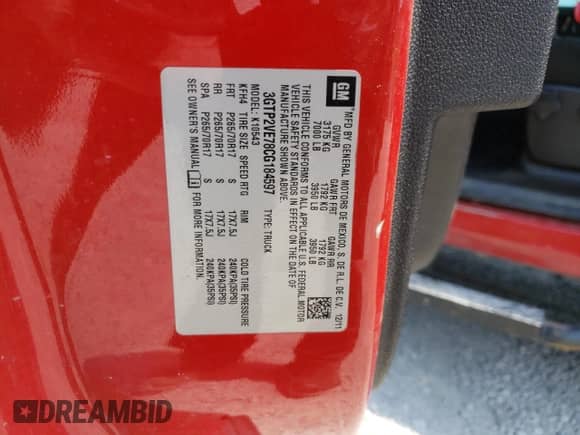 GM
MFD BY GENERAL MOTORS DE MEXICO, S. DE R.L. DE C.V. 12/11
GVWR GAWR FRT GAWR RR
3175 KG 1792 KG 1792 KG
7000 LB 3950 LB 3950 LB
THIS VEHICLE CONFORMS TO ALL APPLICABLE U.S. FEDERAL MOTOR
VEHICLE SAFETY STANDARDS IN EFFECT ON THE DATE OF
MANUFACTURE SHOWN ABOVE.
3GTP2VE78CG184597 TYPE: TRUCK
MODEL: K10543
KFH4 TIRE SIZE SPEED RTG RIM COLD TIRE PRESSURE
FRT P265/70R17 S 17X7.5J 240KPA(35PSI)
RR P265/70R17 S 17X7.5J 240KPA(35PSI)
SPA P265/70R17 S 17X7.5J 240KPA(35PSI)
SEE OWNER'S MANUAL FOR MORE INFORMATION.
DREAMBID